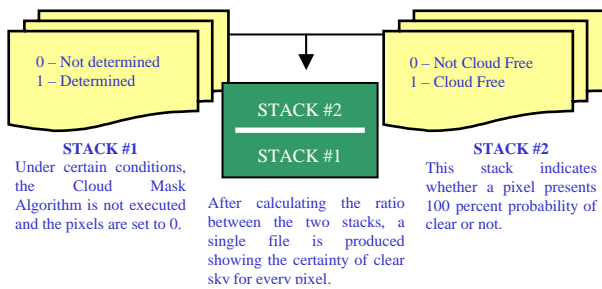 0 – Not determined
1 – Determined
STACK #1
Under certain conditions,
the Cloud Mask
Algorithm is not executed
and the pixels are set to 0.
STACK #2
STACK #1
After calculating the ratio
between the two stacks, a
single file is produced
showing the certainty of clear
sky for every pixel.
0 – Not Cloud Free
1 – Cloud Free
STACK #2
This stack indicates
whether a pixel presents
100 percent probability of
clear or not.